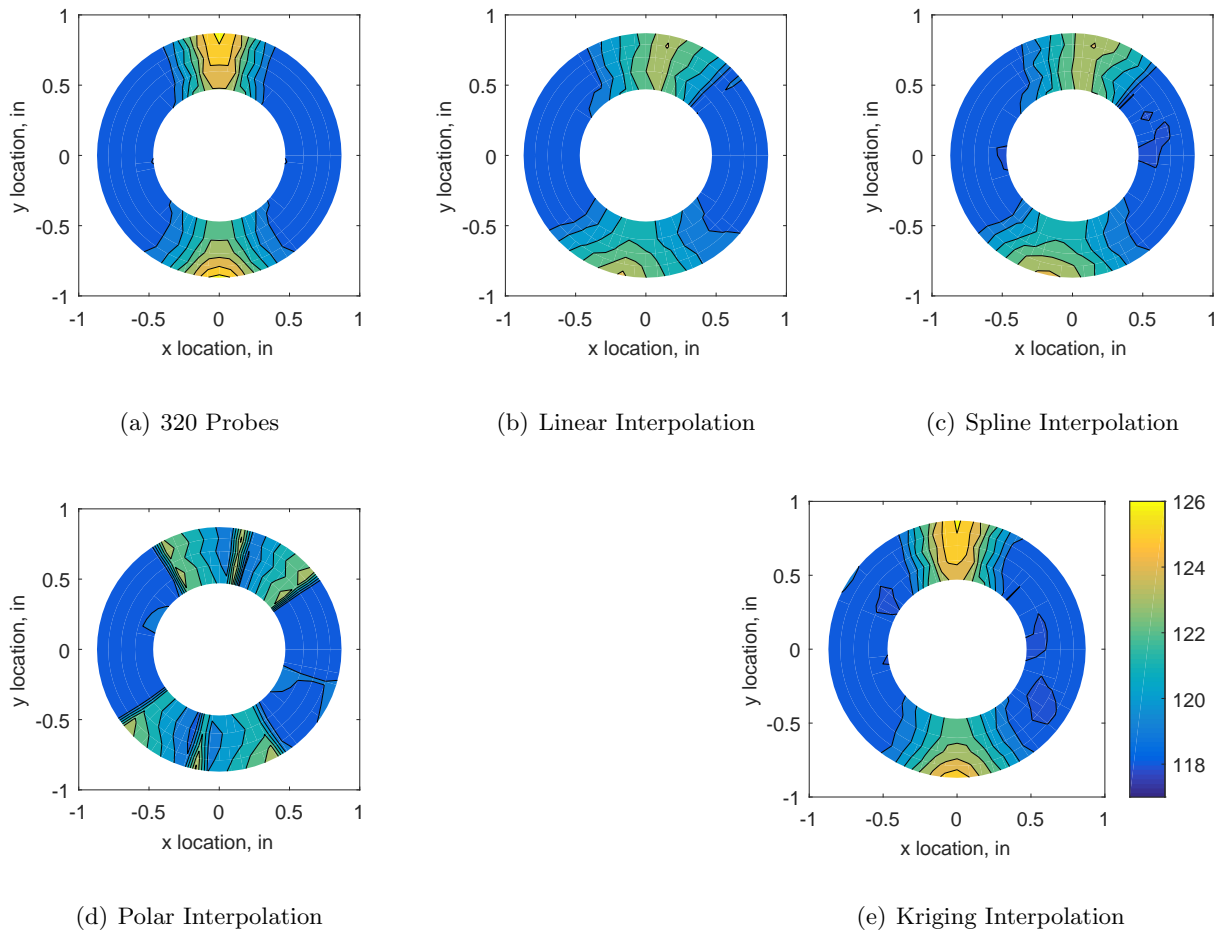 1
0.5
0
-0.5
-1
y location, in
-1 -0.5 0 0.5 1
x location, in
(a) 320 Probes
1
0.5
0
-0.5
-1
y location, in
-1 -0.5 0 0.5 1
x location, in
(b) Linear Interpolation
1
0.5
0
-0.5
-1
y location, in
-1 -0.5 0 0.5 1
x location, in
(c) Spline Interpolation
1
0.5
0
-0.5
-1
y location, in
-1 -0.5 0 0.5 1
x location, in
(d) Polar Interpolation
1
0.5
0
-0.5
-1
y location, in
-1 -0.5 0 0.5 1
x location, in
126
124
122
120
118
(e) Kriging Interpolation